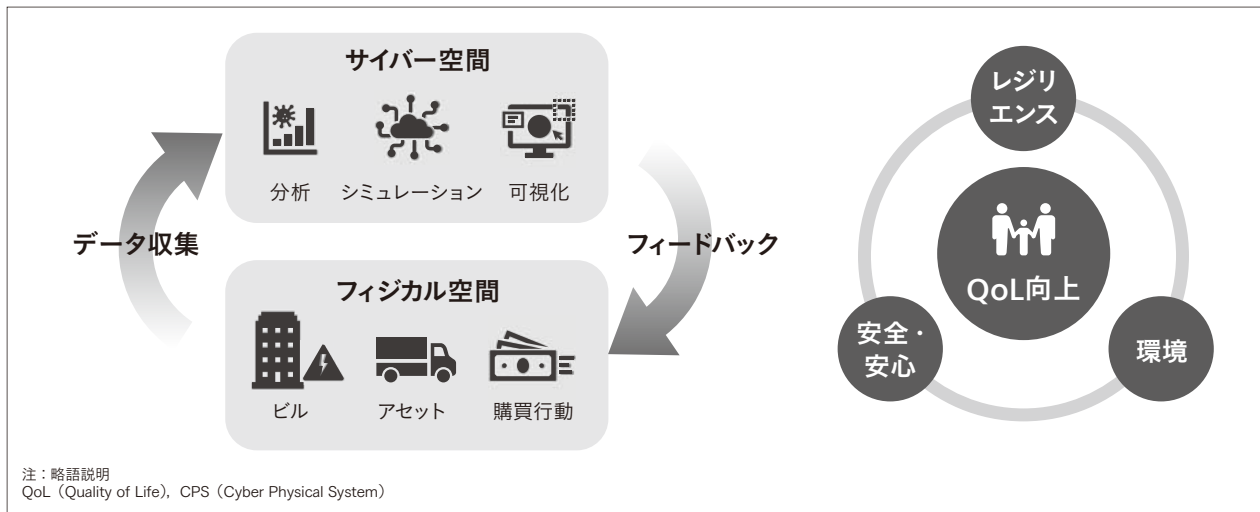 サイバー空間
分析
シミュレーション
可視化
データ収集
フィードバック
フィジカル空間
ビル
アセット
購買行動
レジリ
エンス
QoL向上
安全・
安心
環境
注：略語説明
QoL（Quality of Life），CPS（Cyber Physical System）